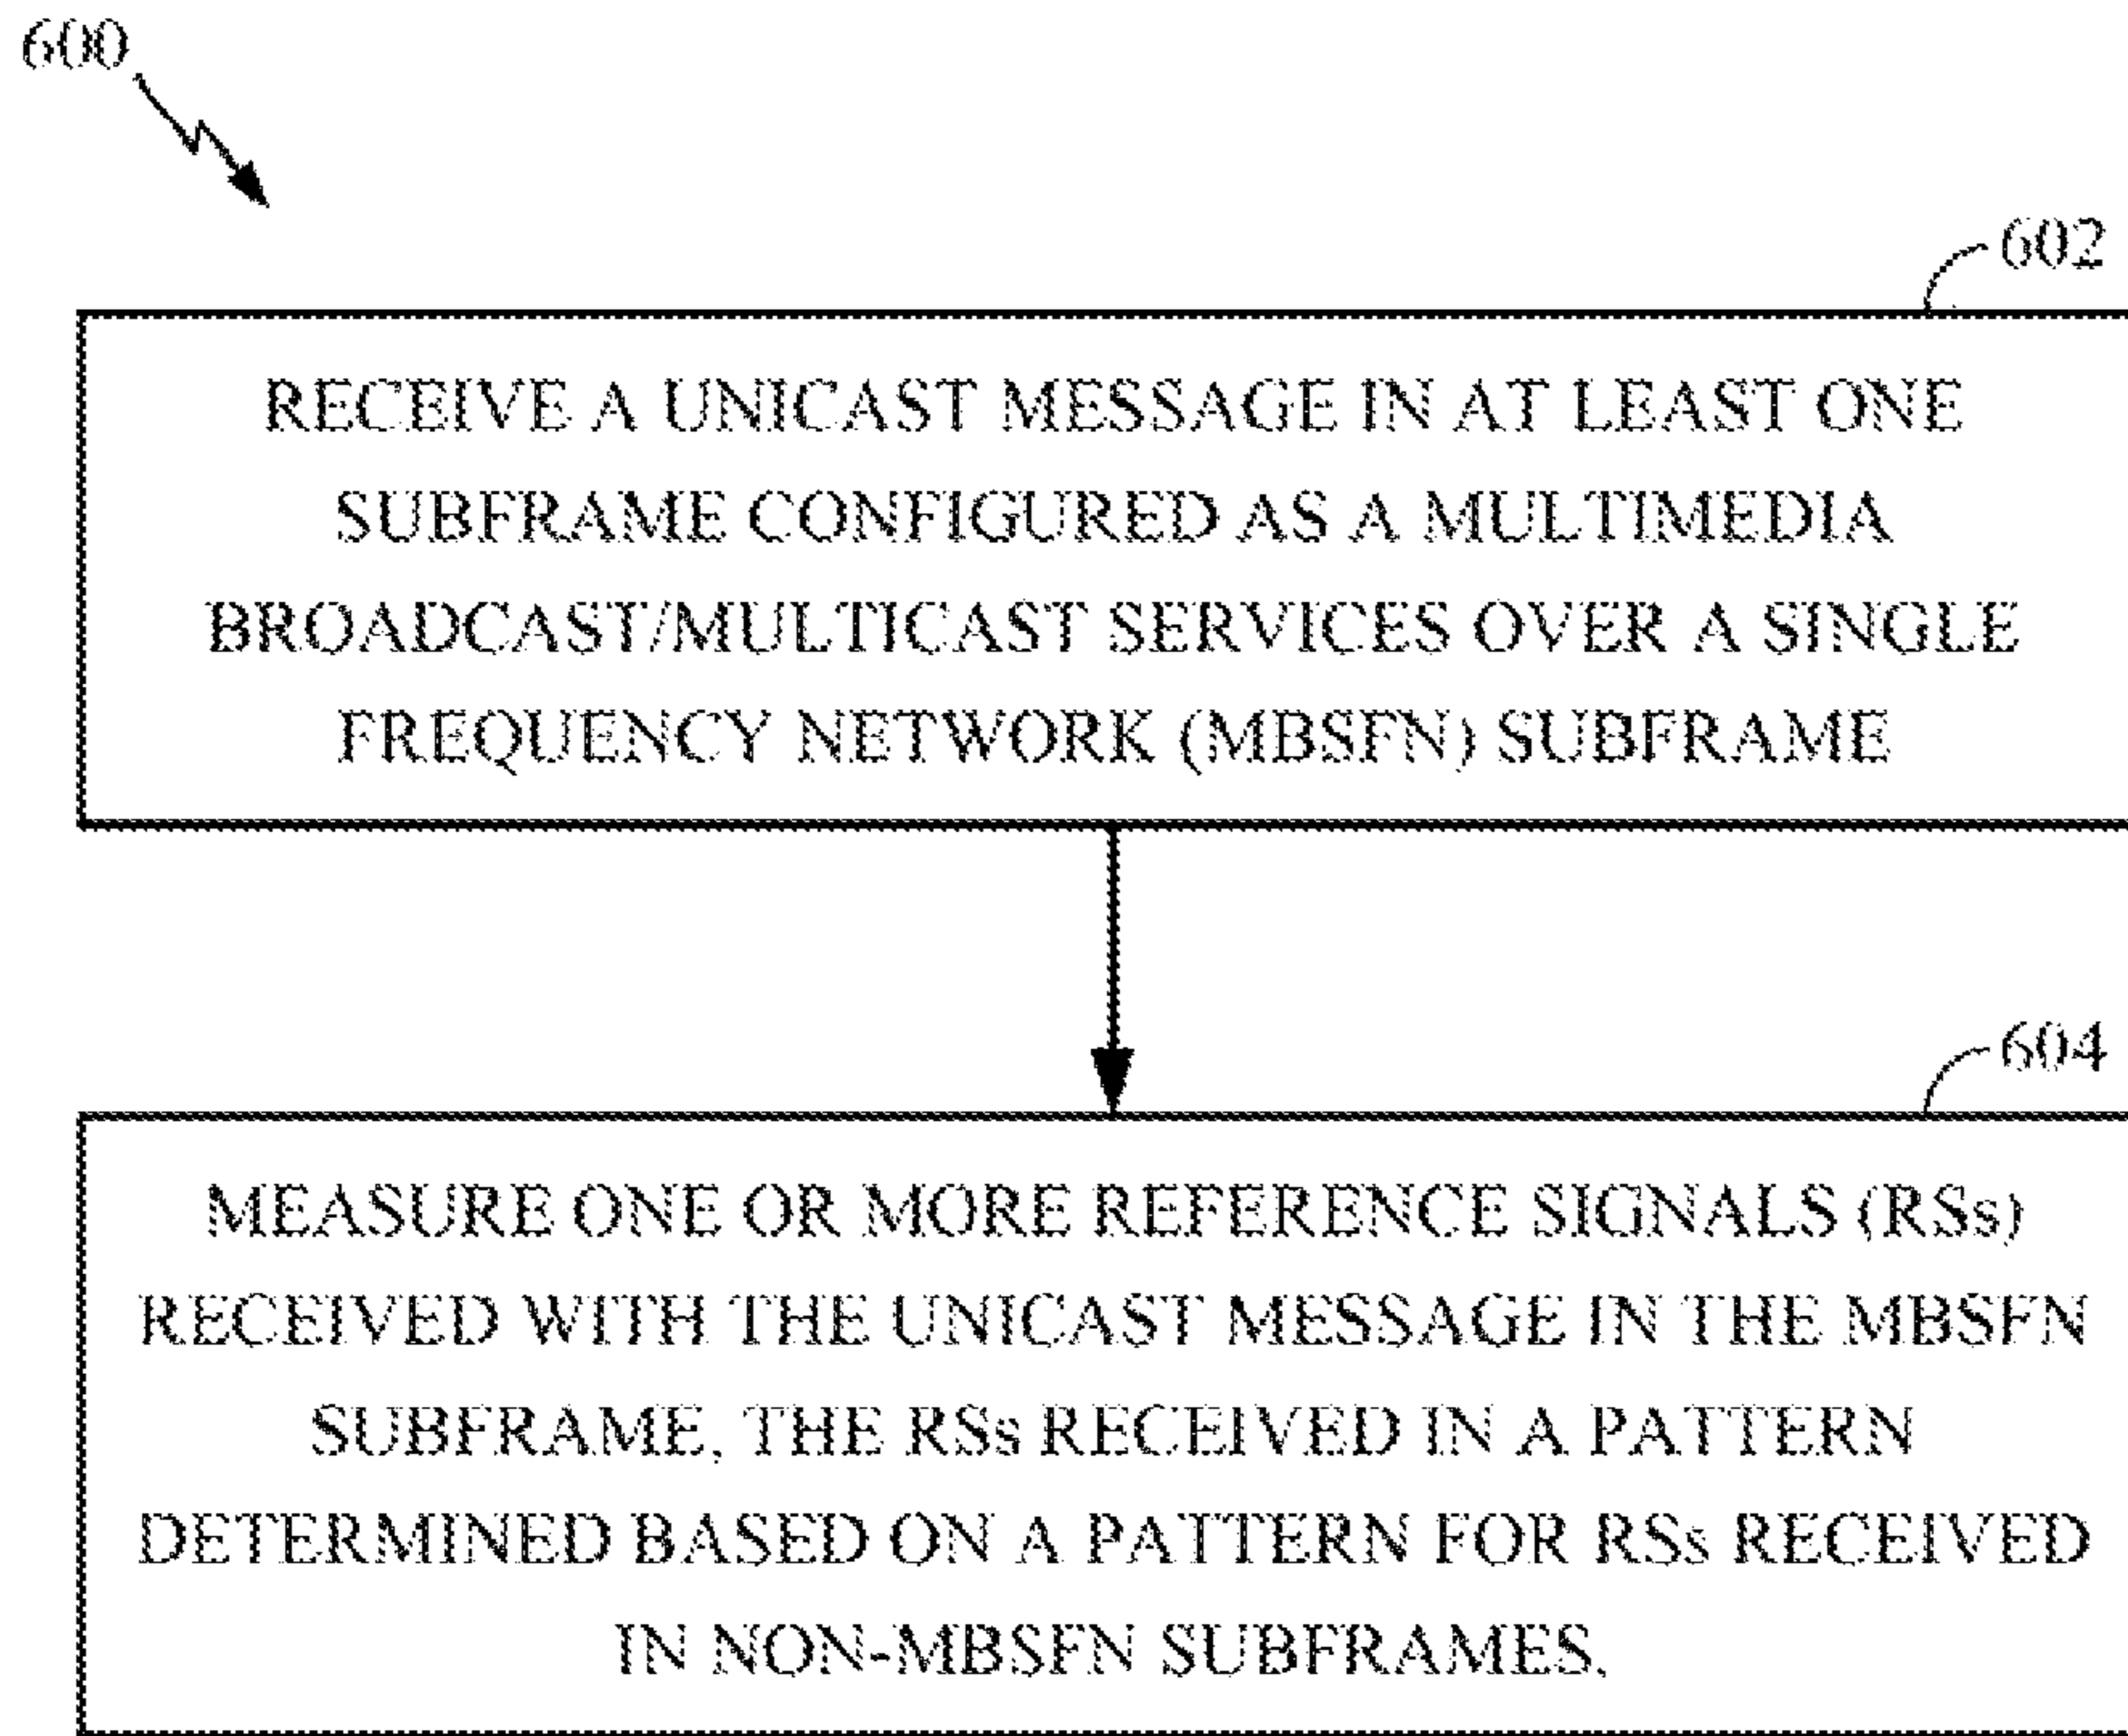 600
602
RECEIVE A UNICAST MESSAGE IN AT LEAST ONE
SUBFRAME CONFIGURED AS A MULTIMEDIA
BROADCAST/MULTICAST SERVICES OVER A SINGLE
FREQUENCY NETWORK (MBSFN) SUBFRAME
604
MEASURE ONE OR MORE REFERENCE SIGNALS (RSs)
RECEIVED WITH THE UNICAST MESSAGE IN THE MBSFN
SUBFRAME, THE RSs RECEIVED IN A PATTERN
DETERMINED BASED ON A PATTERN FOR RSs RECEIVED
IN NON-MBSFN SUBFRAMES.